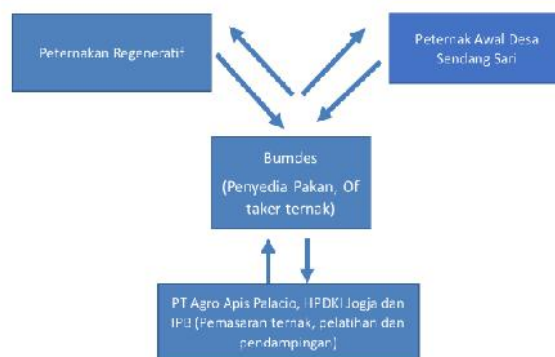 Peternakan Regeneratif
Peternak Awal Desa
Sendang Sari
Bumdes
(Penyedia Pakan, Of
taker ternak)
PT Agro Apis Palacio, HPDKI Jogja dan
IPB (Pemasaran ternak, pelatihan dan
pendampingan)